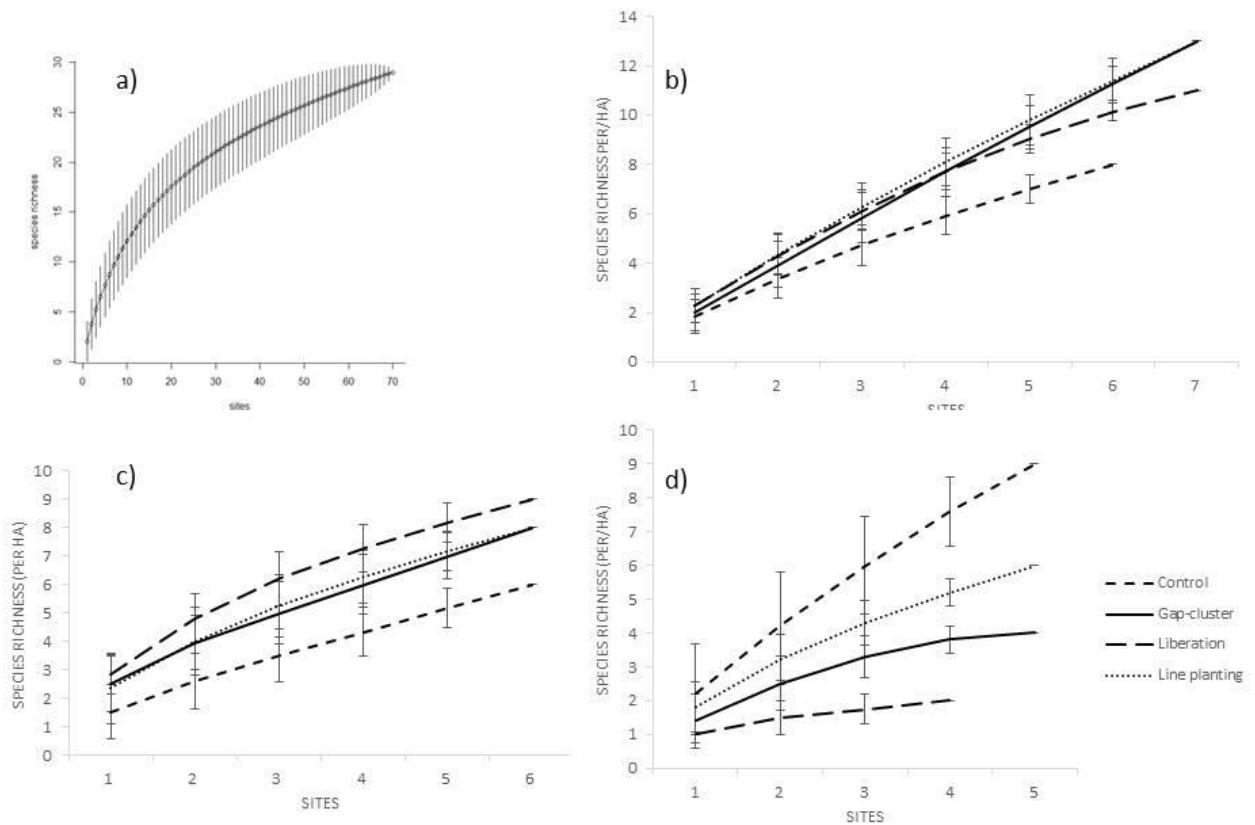 a)
30
25
20
15
10
5
0
species richness
0 10 20 30 40 50 60 70
sites
b)
14
12
10
8
6
4
2
0
SPECIES RICHNESS PER/HA)
1 2 3 4 5 6 7
SITES
c)
10
9
8
7
6
5
4
3
2
1
0
SPECIES RICHNESS (PER HA)
1 2 3 4 5 6
SITES
d)
10
9
8
7
6
5
4
3
2
1
0
SPECIES RICHNESS (PER/HA)
1 2 3 4 5
SITES
Control
Gap-cluster
Liberation
Line planting